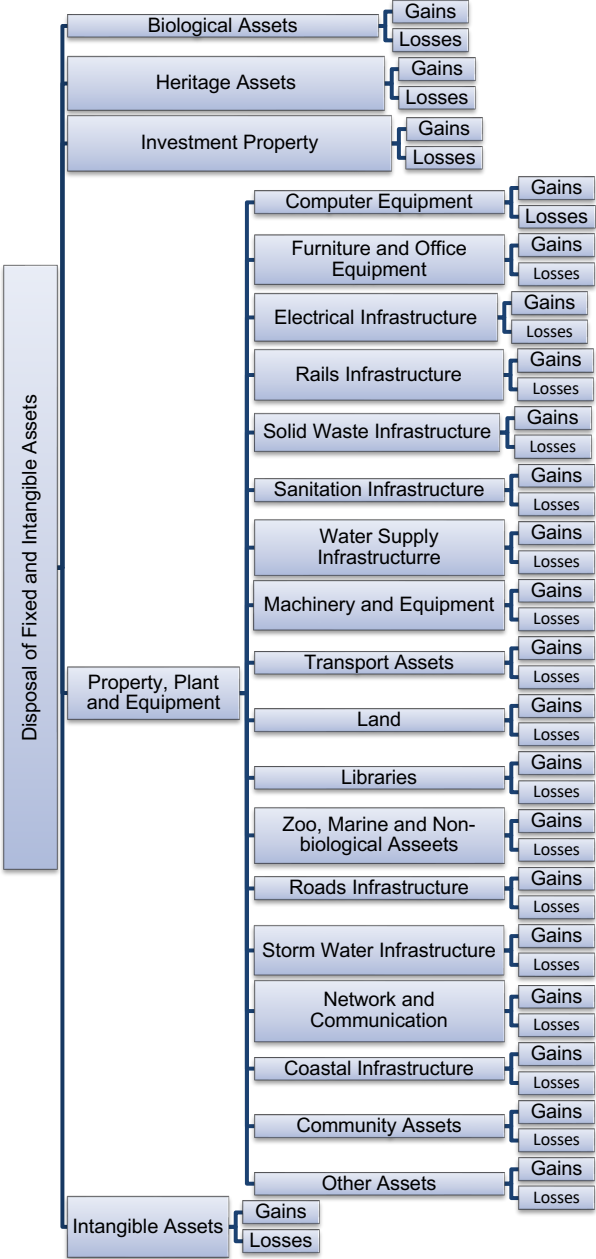 Disposal of Fixed and Intangible Assets
Biological Assets
Gains
Losses
Heritage Assets
Gains
Losses
Investment Property
Gains
Losses
Property, Plant
and Equipment
Computer Equipment
Gains
Losses
Furniture and Office
Equipment
Gains
Losses
Electrical Infrastructure
Gains
Losses
Rails Infrastructure
Gains
Losses
Solid Waste Infrastructure
Gains
Losses
Sanitation Infrastructure
Gains
Losses
Water Supply
Infrastructurre
Gains
Losses
Machinery and Equipment
Gains
Losses
Transport Assets
Gains
Losses
Land
Gains
Losses
Libraries
Gains
Losses
Zoo, Marine and Non-
biological Asseets
Gains
Losses
Roads Infrastructure
Gains
Losses
Storm Water Infrastructure
Gains
Losses
Network and
Communication
Gains
Losses
Coastal Infrastructure
Gains
Losses
Community Assets
Gains
Losses
Other Assets
Gains
Losses
Intangible Assets
Gains
Losses